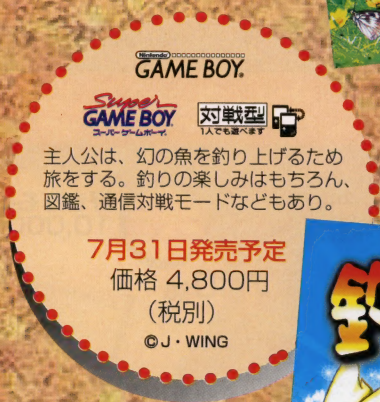 Nintendo
GAME BOY.
Super
GAME BOY.
スーパーゲームボーイ.
対戦型
1人でも遊べます
主人公は、幻の魚を釣り上げるため
旅をする。釣りの楽しみはもちろん、
図鑑、通信対戦モードなどもあり。
7月31日発売予定
価格 4,800円
（税別）
©J・WING
釣